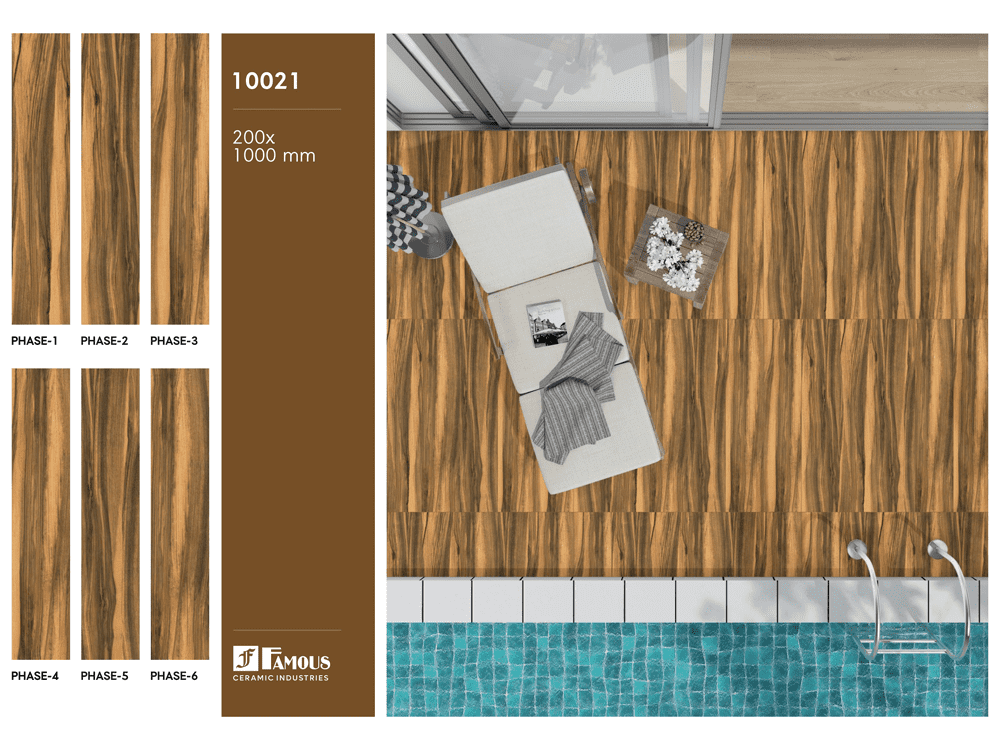 10021
200x
1000 mm
PHASE-1
PHASE-2
PHASE-3
PHASE-4
PHASE-5
PHASE-6
FAMOUS
CERAMIC INDUSTRIES